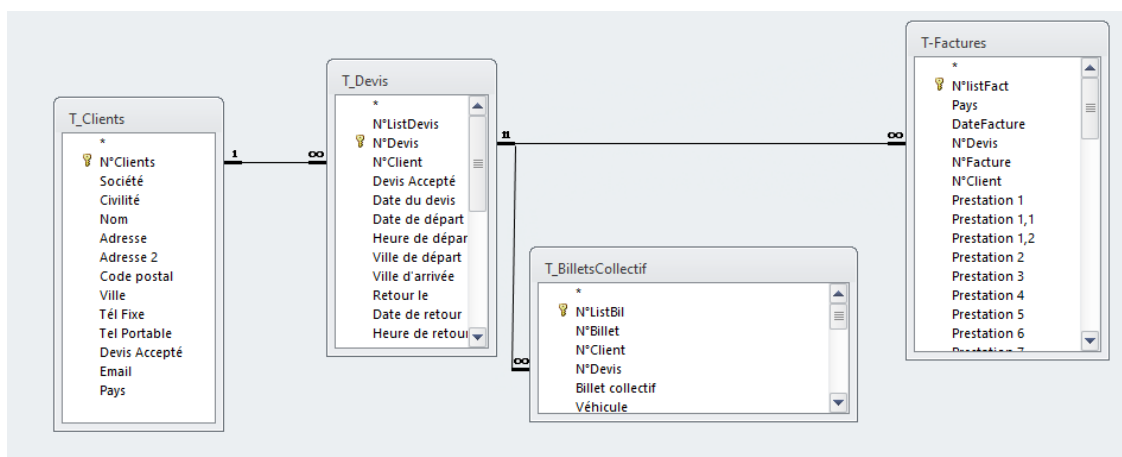 T_Clients
*
N°Clients
Société
Civilité
Nom
Adresse
Adresse 2
Code postal
Ville
Tél Fixe
Tel Portable
Devis Accepté
Email
Pays
1
∞
T_Devis
*
N°ListDevis
N°Devis
N°Client
Devis Accepté
Date du devis
Date de départ
Heure de dépar
Ville de départ
Ville d'arrivée
Retour le
Date de retour
Heure de retour
11
∞
∞
T_BilletsCollectif
*
N°ListBil
N°Billet
N°Client
N°Devis
Billet collectif
Véhicule
T-Factures
*
N°listFact
Pays
DateFacture
N°Devis
N°Facture
N°Client
Prestation 1
Prestation 1,1
Prestation 1,2
Prestation 2
Prestation 3
Prestation 4
Prestation 5
Prestation 6
Prestation 7